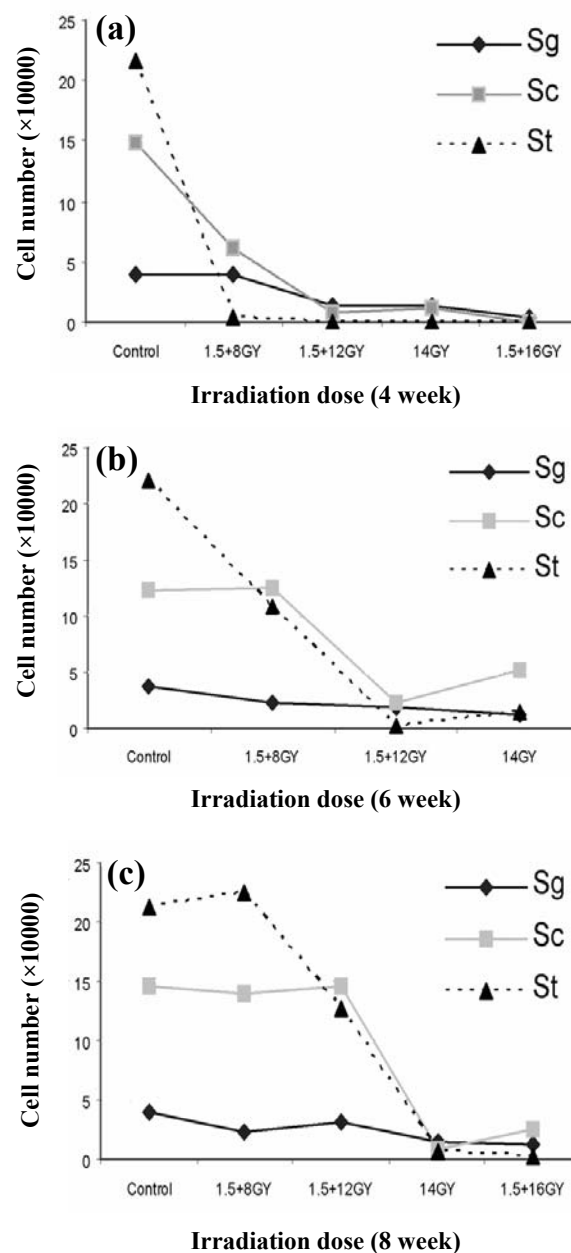 (a)
Sg
Sc
St
Cell number (×10000)
25
20
15
10
5
0
Control 1.5+8GY 1.5+12GY 14GY 1.5+16GY
Irradiation dose (4 week)
(b)
Sg
Sc
St
Cell number (×10000)
25
20
15
10
5
0
Control 1.5+8GY 1.5+12GY 14GY
Irradiation dose (6 week)
(c)
Sg
Sc
St
Cell number (×10000)
25
20
15
10
5
0
Control 1.5+8GY 1.5+12GY 14GY 1.5+16GY
Irradiation dose (8 week)